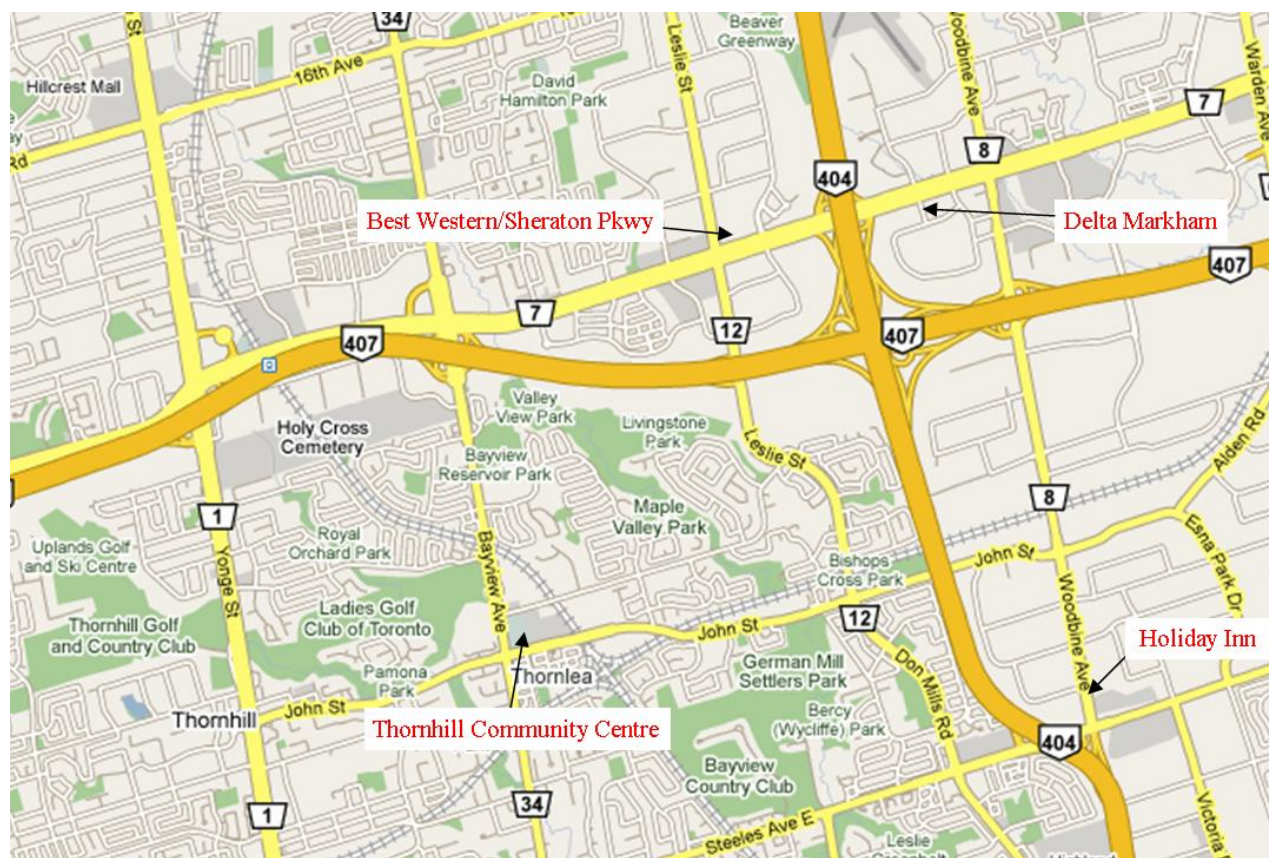 34
Beaver
Greenway
Leslie St
Woodbine Ave
Warden Ave
St
16th Ave
Hillcrest Mall
David
Hamilton Park
7
8
404
Rd
Best Western/Sheraton Pkwy
Delta Markham
407
7
12
407
407
Valley
View Park
Livingstone
Park
Holy Cross
Cemetery
Bayview
Reservoir Park
Leslie St
Alden Rd
1
Maple
Valley Park
8
Royal
Orchard Park
Uplands Golf
and Ski Centre
Yonge St
Bayview Ave
Bishops
Cross Park
John St
Esna Park Dr
Ladies Golf
Club of Toronto
Thornhill Golf
and Country Club
John St
12
Woodbine Ave
Holiday Inn
Pamona
Park
Thornlea
German Mill
Settlers Park
Don Mills Rd
Thornhill
John St
Thornhill Community Centre
Bercy
(Wycliffe) Park
404
Bayview
Country Club
1
34
Steeles Ave E
Victoria
Leslie